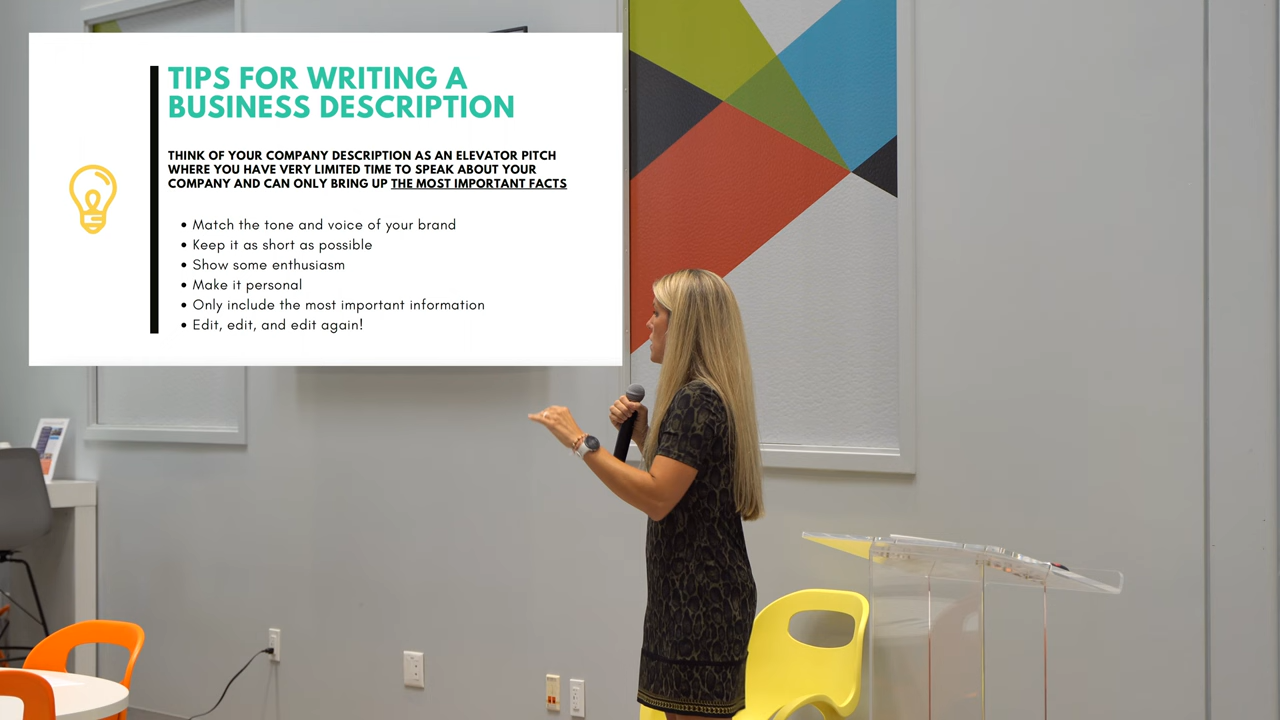 TIPS FOR WRITING A
BUSINESS DESCRIPTION
THINK OF YOUR COMPANY DESCRIPTION AS AN ELEVATOR PITCH
WHERE YOU HAVE VERY LIMITED TIME TO SPEAK ABOUT YOUR
COMPANY AND CAN ONLY BRING UP THE MOST IMPORTANT FACTS
• Match the tone and voice of your brand
• Keep it as short as possible
• Show some enthusiasm
• Make it personal
• Only include the most important information
• Edit, edit, and edit again!